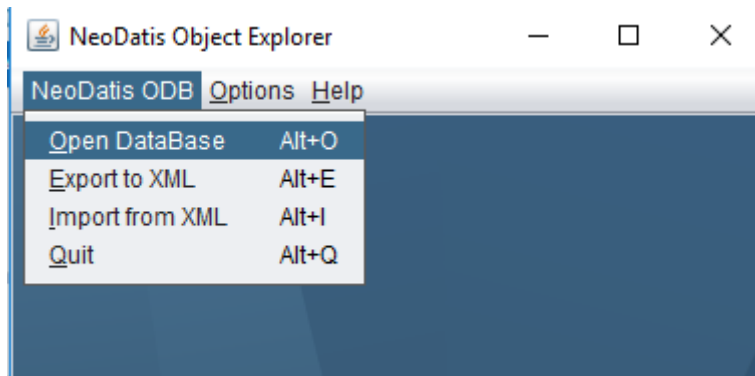 NeoDatis Object Explorer
NeoDatis ODB Options Help
Open DataBase Alt+O
Export to XML Alt+E
Import from XML Alt+I
Quit Alt+Q